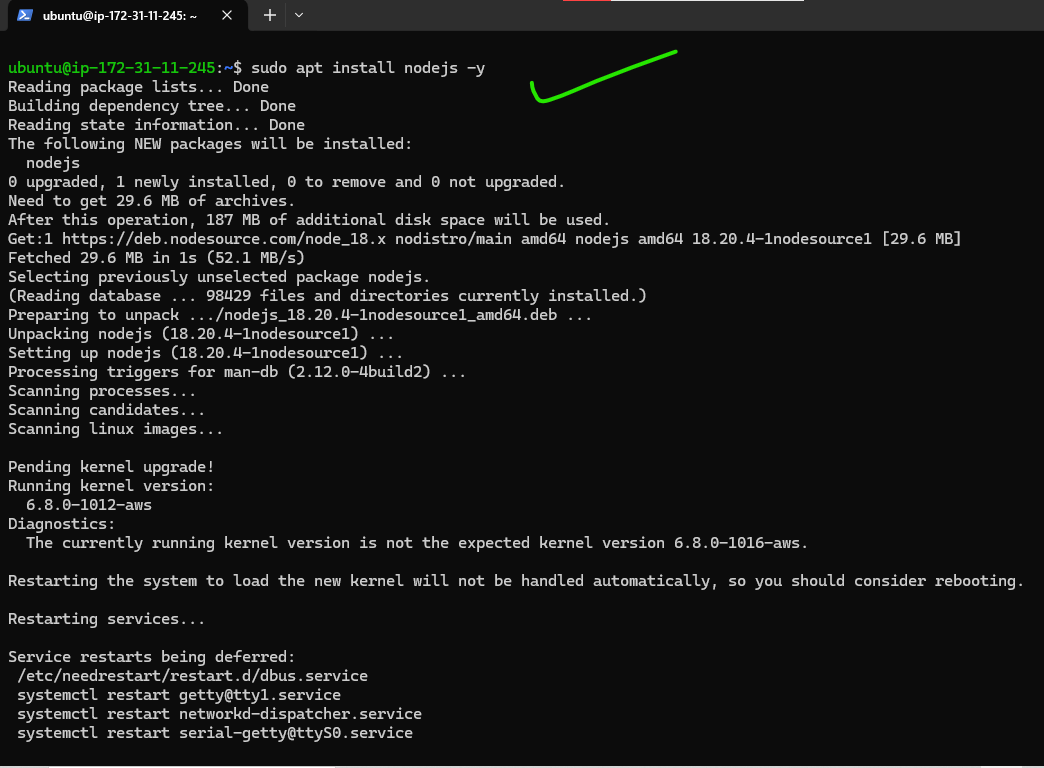 ubuntu@ip-172-31-11-245: ~
ubuntu@ip-172-31-11-245:~$ sudo apt install nodejs -y
Reading package lists... Done
Building dependency tree... Done
Reading state information... Done
The following NEW packages will be installed:
  nodejs
0 upgraded, 1 newly installed, 0 to remove and 0 not upgraded.
Need to get 29.6 MB of archives.
After this operation, 187 MB of additional disk space will be used.
Get:1 https://deb.nodesource.com/node_18.x nodistro/main amd64 nodejs amd64 18.20.4-1nodesource1 [29.6 MB]
Fetched 29.6 MB in 1s (52.1 MB/s)
Selecting previously unselected package nodejs.
(Reading database ... 98429 files and directories currently installed.)
Preparing to unpack .../nodejs_18.20.4-1nodesource1_amd64.deb ...
Unpacking nodejs (18.20.4-1nodesource1) ...
Setting up nodejs (18.20.4-1nodesource1) ...
Processing triggers for man-db (2.12.0-4build2) ...
Scanning processes...
Scanning candidates...
Scanning linux images...
Pending kernel upgrade!
Running kernel version:
  6.8.0-1012-aws
Diagnostics:
  The currently running kernel version is not the expected kernel version 6.8.0-1016-aws.
Restarting the system to load the new kernel will not be handled automatically, so you should consider rebooting.
Restarting services...
Service restarts being deferred:
 /etc/needrestart/restart.d/dbus.service
 systemctl restart getty@tty1.service
 systemctl restart networkd-dispatcher.service
 systemctl restart serial-getty@ttyS0.service